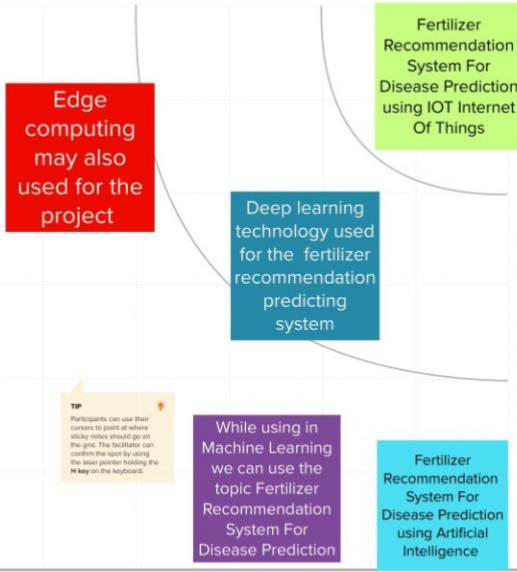 Fertilizer
Recommendation
System For
Disease Prediction
using IOT Internet
Of Things
Edge
computing
may also
used for the
project
Deep learning
technology used
for the fertilizer
recommendation
predicting
system
TIP
Participants can use their
cursors to point at where
sticky notes should go on
the grid. The facilitator can
confirm the spot by using
the laser pointer holding the
H key on the keyboard.
While using in
Machine Learning
we can use the
topic Fertilizer
Recommendation
System For
Disease Prediction
Fertilizer
Recommendation
System For
Disease Prediction
using Artificial
Intelligence